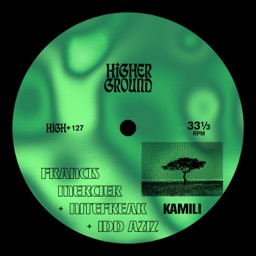 HIGHER
GROUND
HIGH+127
33⅓
RPM
FRANCIS
MERCIER
+ NITEFREAK
+ IDD AZIZ
KAMILI